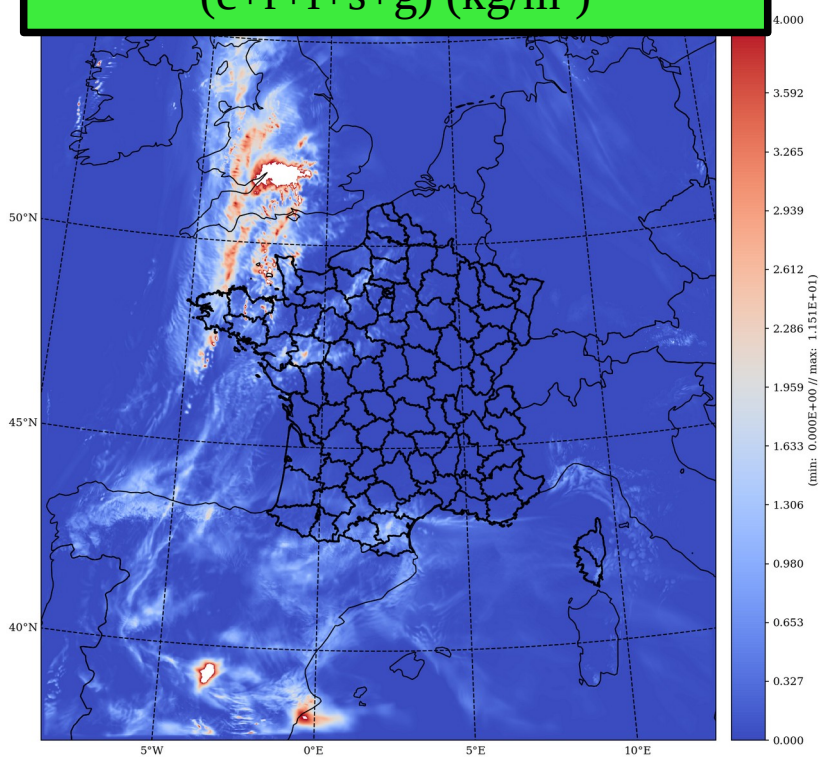 (c+r+i+s+g) (kg/m²)
4.000
3.592
3.265
2.939
2.612
2.286
1.959
1.633
1.306
0.980
0.653
0.327
0.000
(min: 0.000E+00 // max: 1.151E+01)
50°N
45°N
40°N
5°W
0°E
5°E
10°E